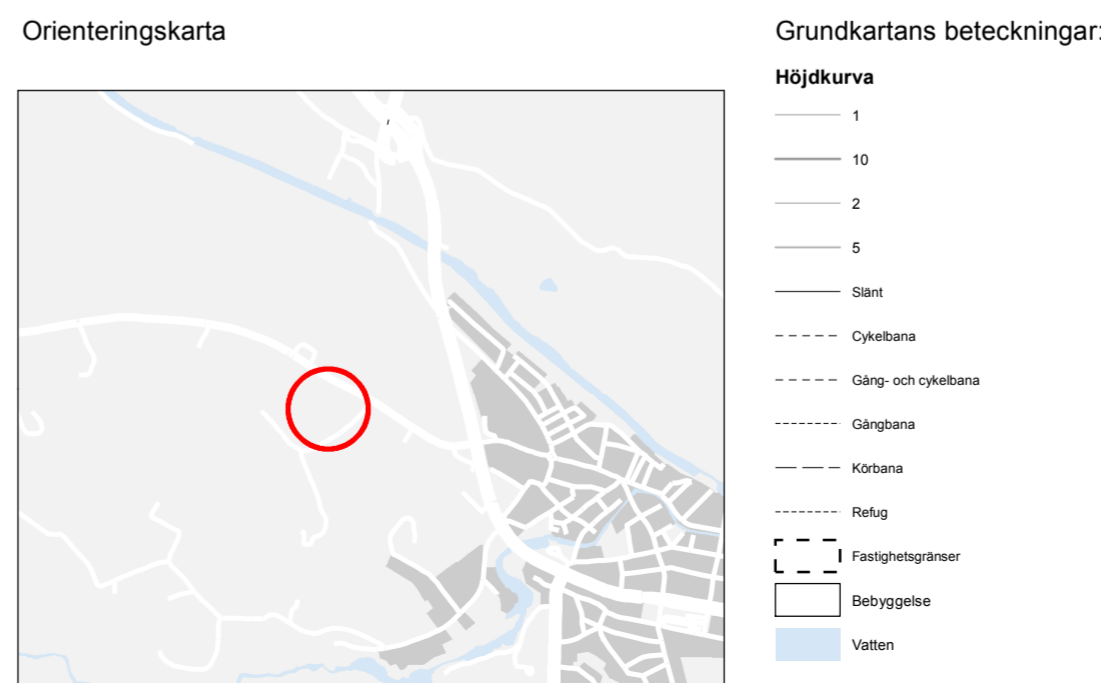 Orienteringskarta
Grundkartans beteckningar:
Höjdkurva
1
10
2
5
Slänt
Cykelbana
Gång- och cykelbana
Gångbana
Körbana
Refug
Fastighetsgränser
Bebyggelse
Vatten